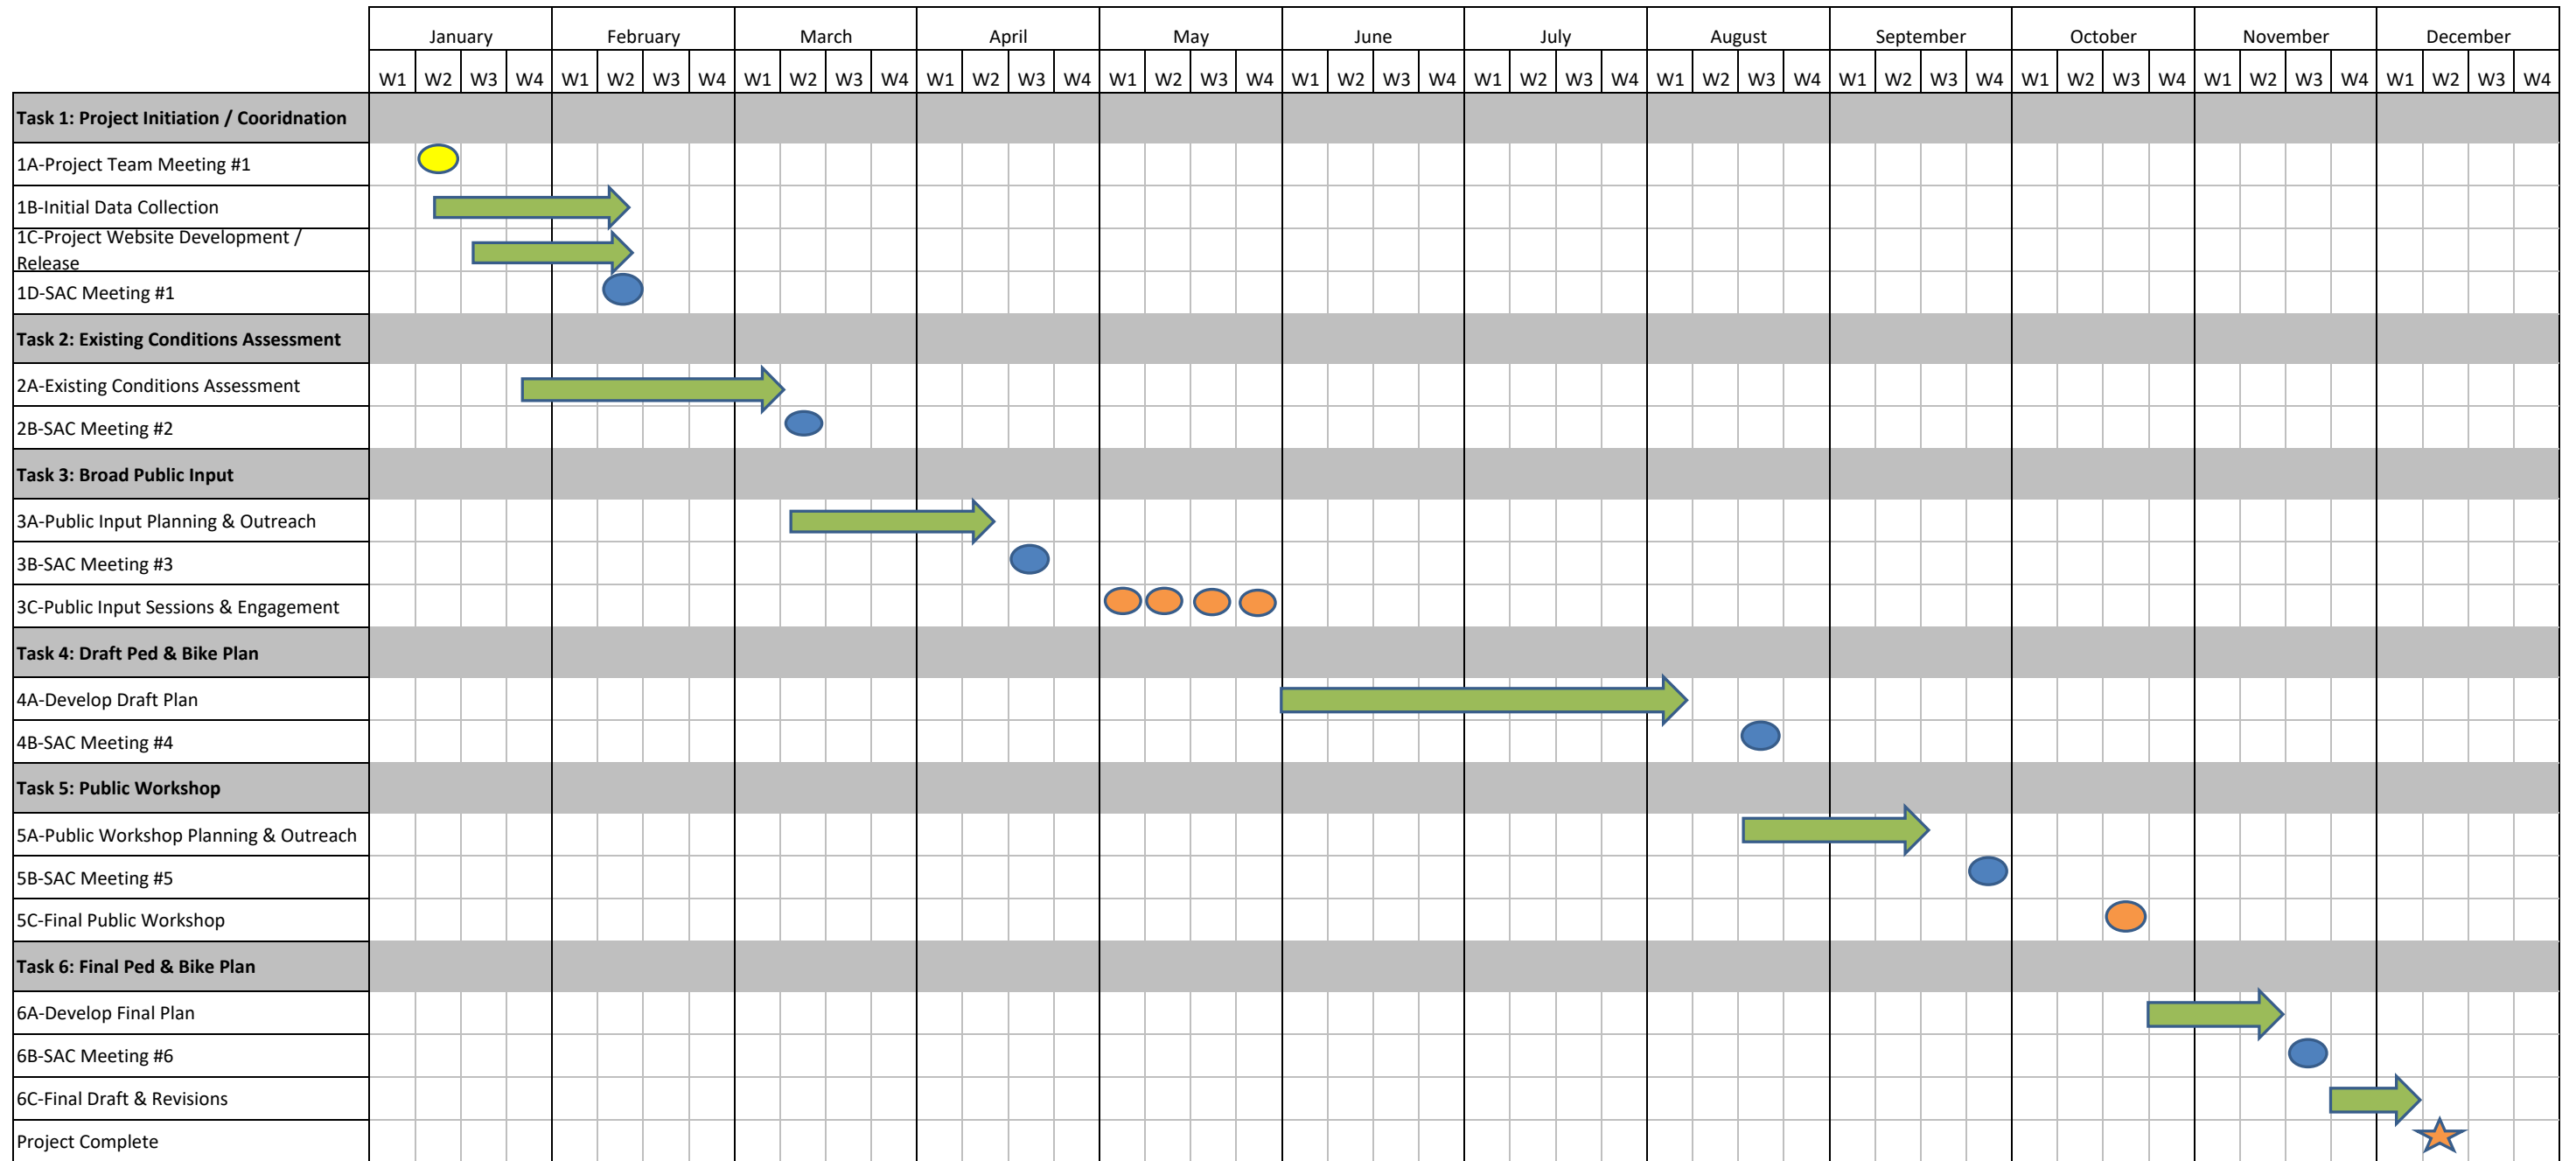 January February March April May June July August September October November December
W1 W2 W3 W4 W1 W2 W3 W4 W1 W2 W3 W4 W1 W2 W3 W4 W1 W2 W3 W4 W1 W2 W3 W4 W1 W2 W3 W4 W1 W2 W3 W4 W1 W2 W3 W4 W1 W2 W3 W4 W1 W2 W3 W4 W1 W2 W3 W4
Task 1: Project Initiation / Cooridnation
1A-Project Team Meeting #1
1B-Initial Data Collection
1C-Project Website Development /
Release
1D-SAC Meeting #1
Task 2: Existing Conditions Assessment
2A-Existing Conditions Assessment
2B-SAC Meeting #2
Task 3: Broad Public Input
3A-Public Input Planning & Outreach
3B-SAC Meeting #3
3C-Public Input Sessions & Engagement
Task 4: Draft Ped & Bike Plan
4A-Develop Draft Plan
4B-SAC Meeting #4
Task 5: Public Workshop
5A-Public Workshop Planning & Outreach
5B-SAC Meeting #5
5C-Final Public Workshop
Task 6: Final Ped & Bike Plan
6A-Develop Final Plan
6B-SAC Meeting #6
6C-Final Draft & Revisions
Project Complete